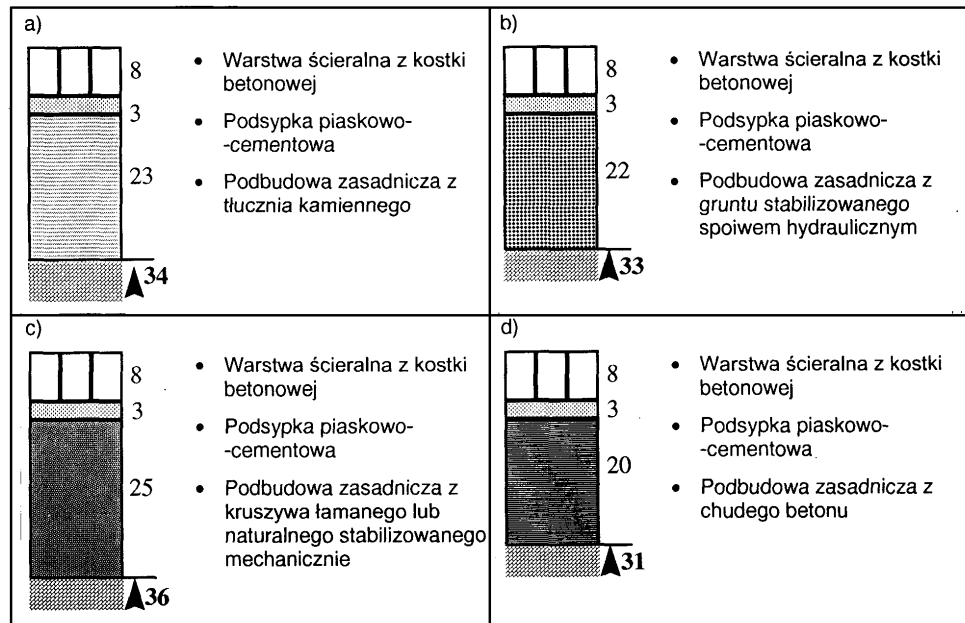 a)
8
3
23
34
• Warstwa ścieralna z kostki
betonowej
• Podsypka piaskowo-
-cementowa
• Podbudowa zasadnicza z
tłucznia kamiennego
b)
8
3
22
33
• Warstwa ścieralna z kostki
betonowej
• Podsypka piaskowo-
-cementowa
• Podbudowa zasadnicza z
gruntu stabilizowanego
spoiwem hydraulicznym
c)
8
3
25
36
• Warstwa ścieralna z kostki
betonowej
• Podsypka piaskowo-
-cementowa
• Podbudowa zasadnicza z
kruszywa łamanego lub
naturalnego stabilizowanego
mechanicznie
d)
8
3
20
31
• Warstwa ścieralna z kostki
betonowej
• Podsypka piaskowo-
-cementowa
• Podbudowa zasadnicza z
chudego betonu